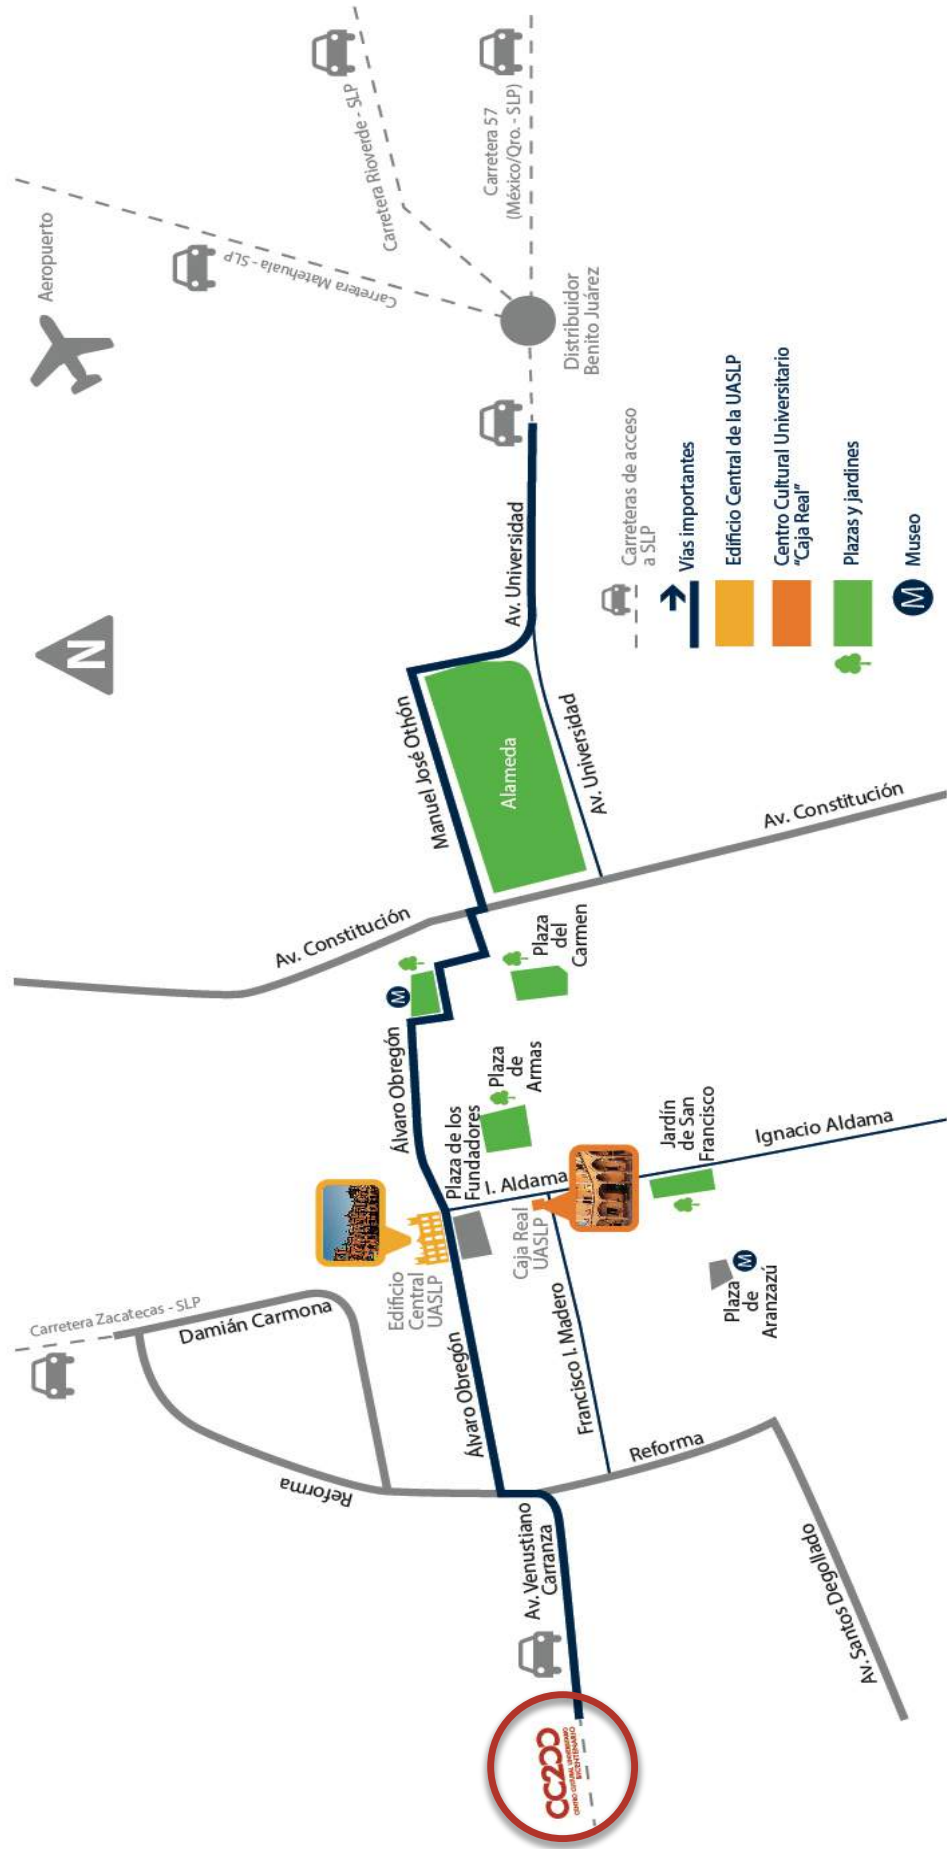 Aeropuerto
N
Carretera Matehuala - SLP
Carretera Rioverde - SLP
Carretera 57
(México/Qro. - SLP)
Distribuidor
Benito Juárez
Av. Universidad
Manuel José Othón
Alameda
Av. Universidad
Av. Constitución
Av. Constitución
Plaza
del
Carmen
M
Álvaro Obregón
Plaza
de
Armas
Plaza de los
Fundadores
I. Aldama
Ignacio Aldama
Jardín
de San
Francisco
Caja Real
UASLP
Edificio
Central
UASLP
Carretera Zacatecas - SLP
Damián Carmona
Álvaro Obregón
Francisco I. Madero
Plaza
de
Aranzazú
M
Reforma
Reforma
Av. Venustiano
Carranza
Av. Santos Degollado
CC200
CENTRO CULTURAL UNIVERSITARIO
BICENTENARIO
Carreteras de acceso
a SLP
Vías importantes
Edificio Central de la UASLP
Centro Cultural Universitario
"Caja Real"
Plazas y jardines
M
Museo